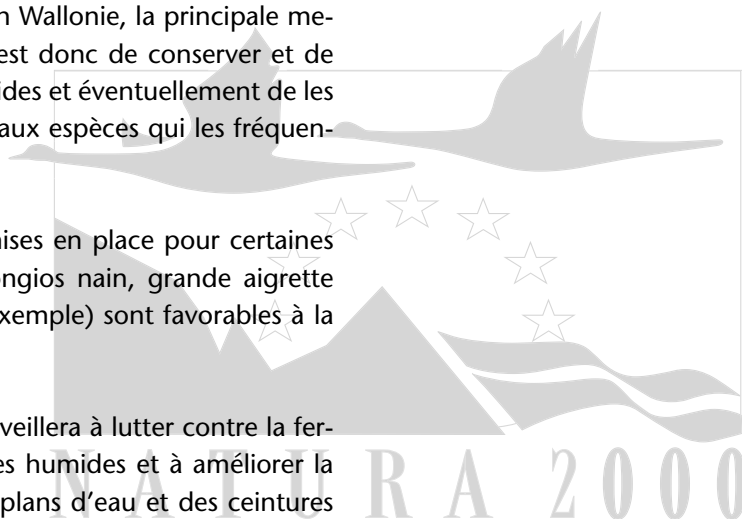 n Wallonie, la principale me-
est donc de conserver et de
ides et éventuellement de les
aux espèces qui les fréquen-
ises en place pour certaines
ongios nain, grande aigrette
xemple) sont favorables à la
veillera à lutter contre la fer-
es humides et à améliorer la
plans d'eau et des ceintures
NATURA 2000